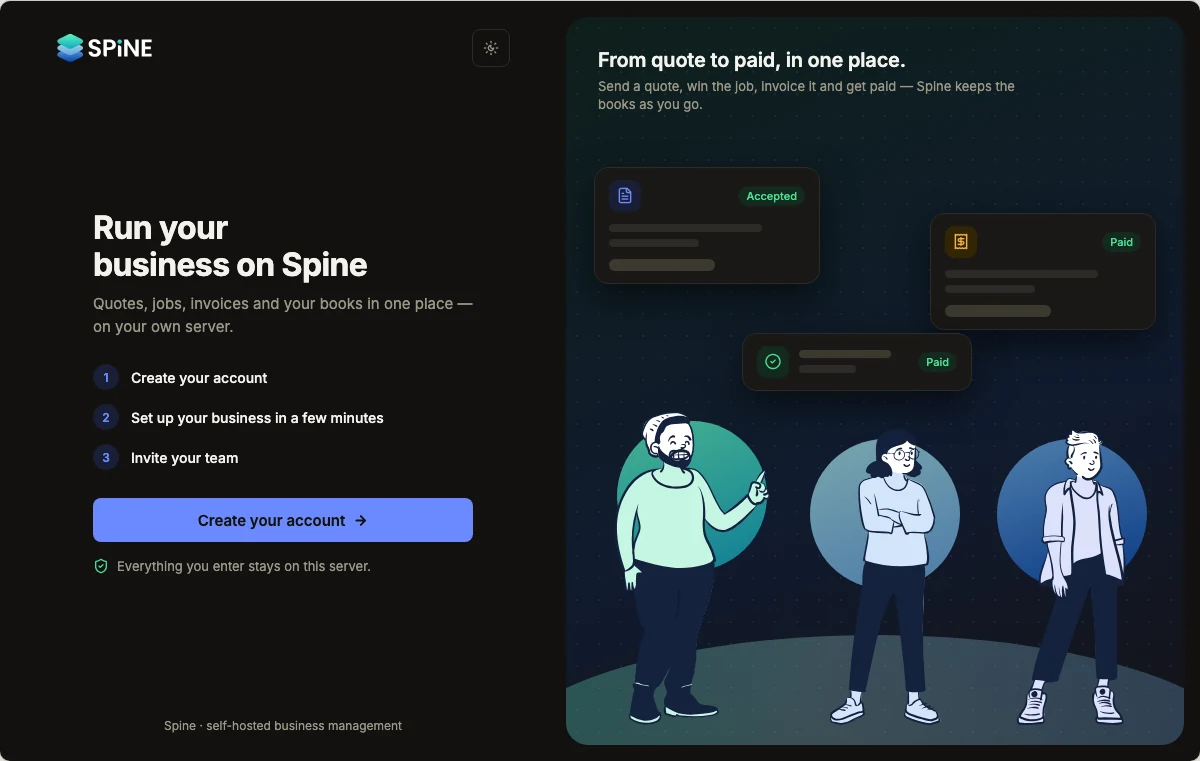 SPiNE
Run your
business on Spine
Quotes, jobs, invoices and your books in one place —
on your own server.
1 Create your account
2 Set up your business in a few minutes
3 Invite your team
Create your account →
Everything you enter stays on this server.
Spine · self-hosted business management
From quote to paid, in one place.
Send a quote, win the job, invoice it and get paid — Spine keeps the
books as you go.
Accepted
$ Paid
Paid